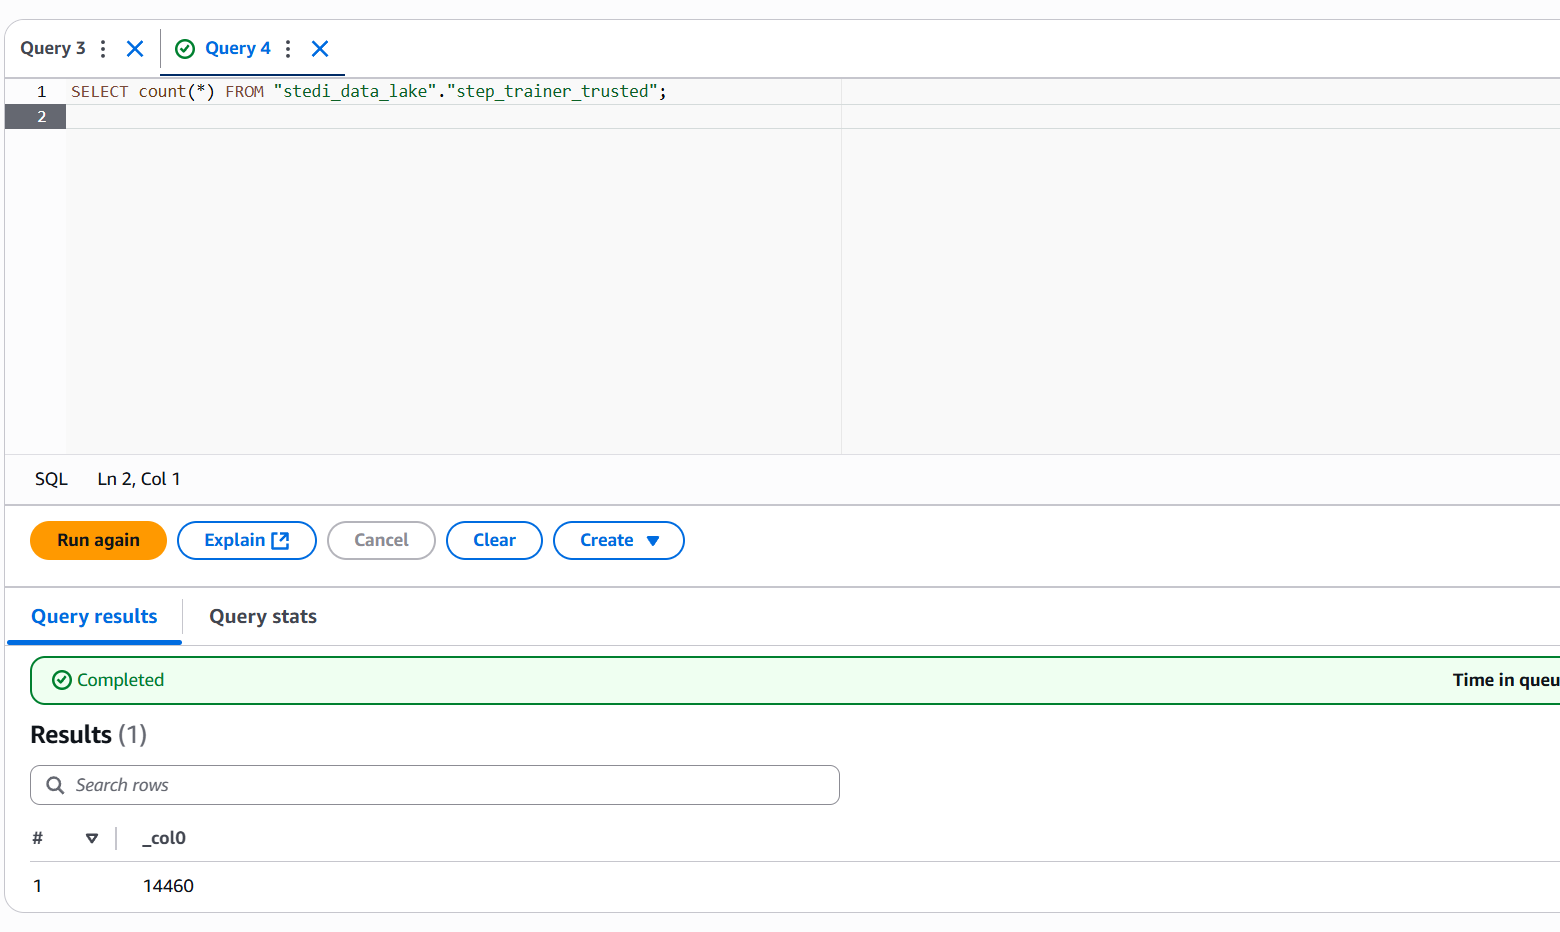 Query 3
Query 4
1 SELECT count(*) FROM "stedi_data_lake"."step_trainer_trusted";
2
SQL Ln 2, Col 1
Run again Explain Cancel Clear Create
Query results Query stats
Completed Time in queu
Results (1)
Search rows
# _col0
1 14460